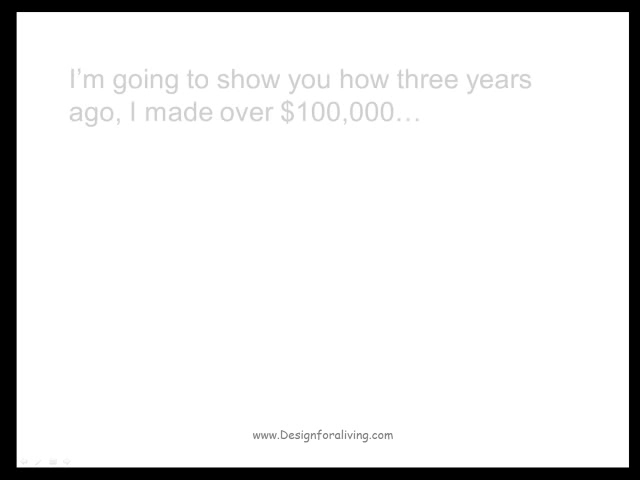 I’m going to show you how three years
ago, I made over $100,000…
www.Designforaliving.com